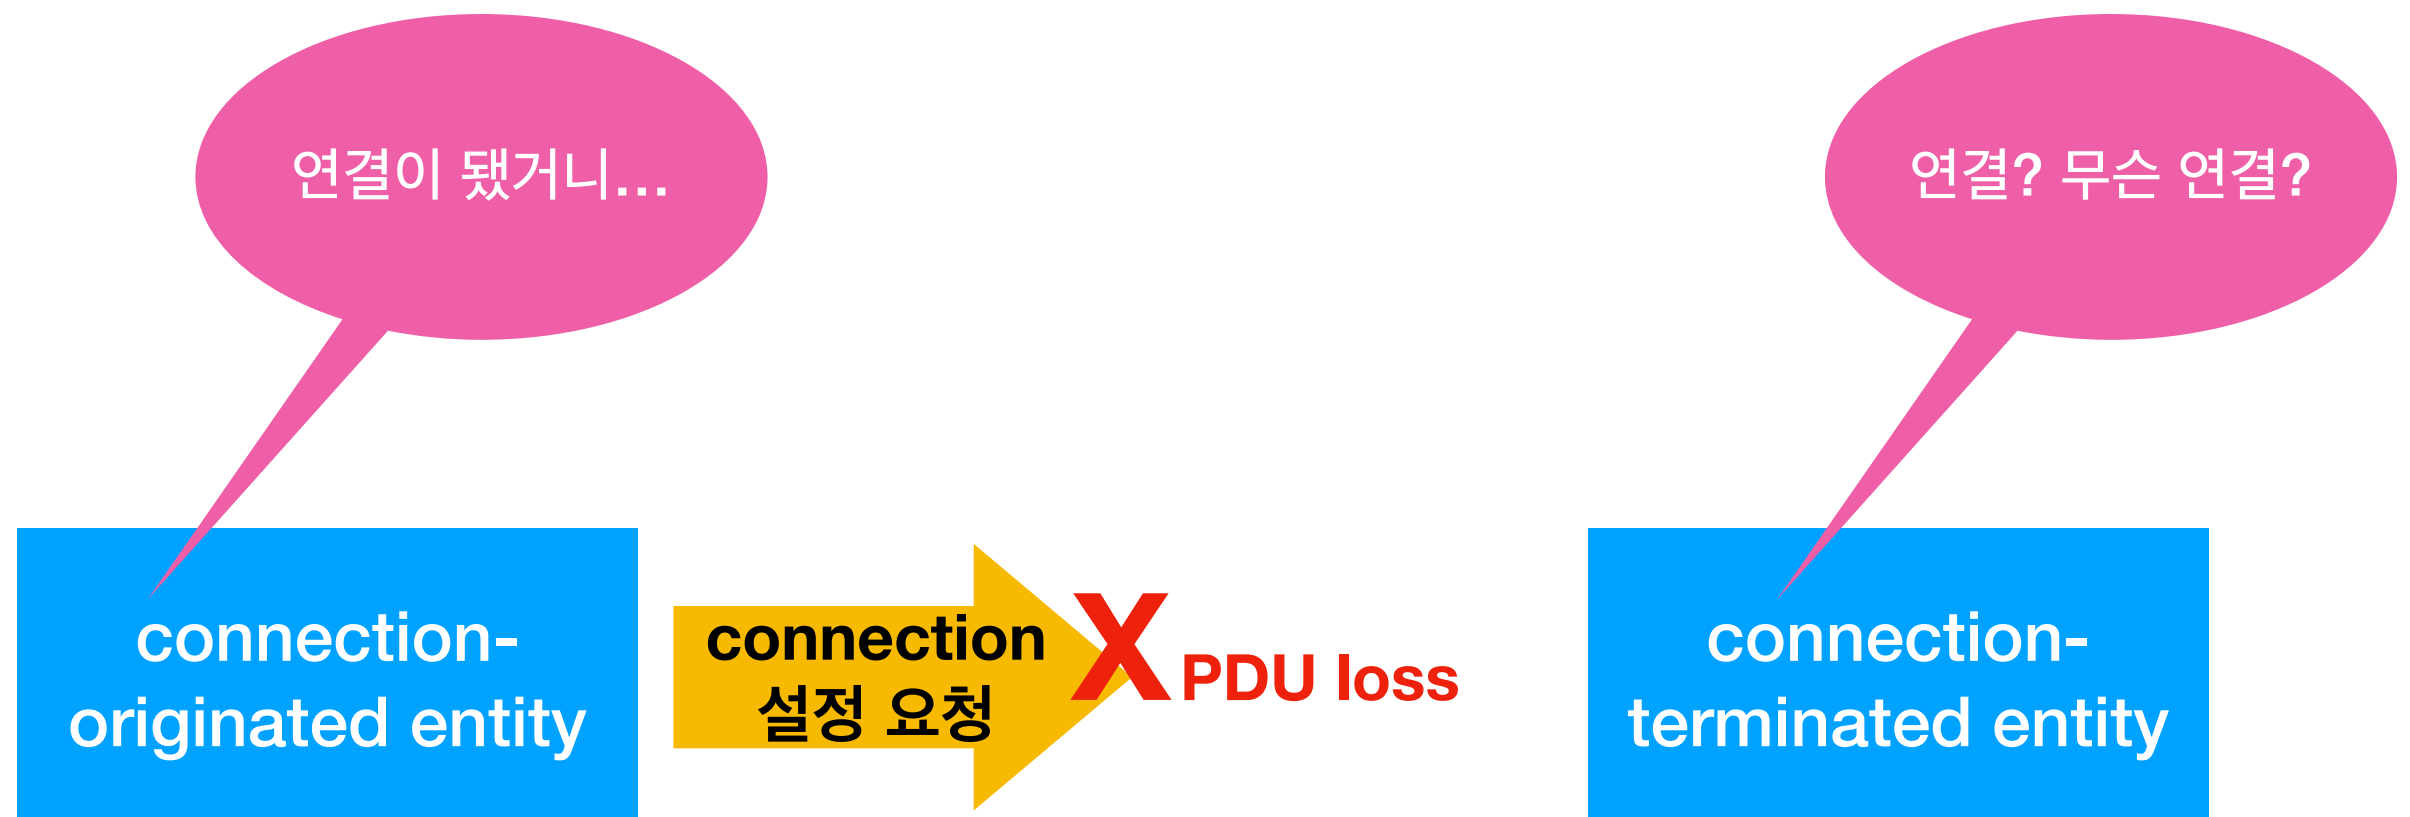 연결이 됐거니...
연결? 무슨 연결?
connection-
originated entity
connection
설정 요청
X
PDU loss
connection-
terminated entity